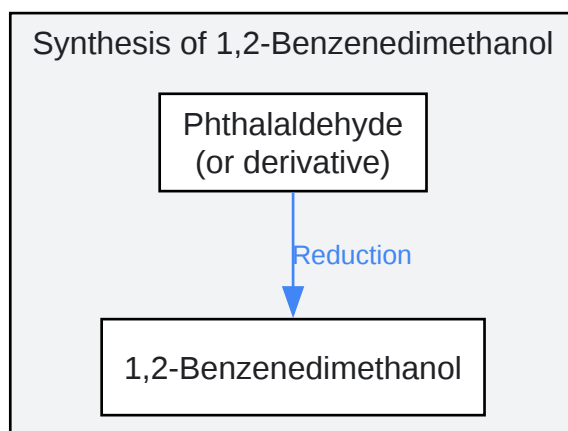 Synthesis of 1,2-Benzenedimethanol
Phthalaldehyde
(or derivative)
Reduction
1,2-Benzenedimethanol